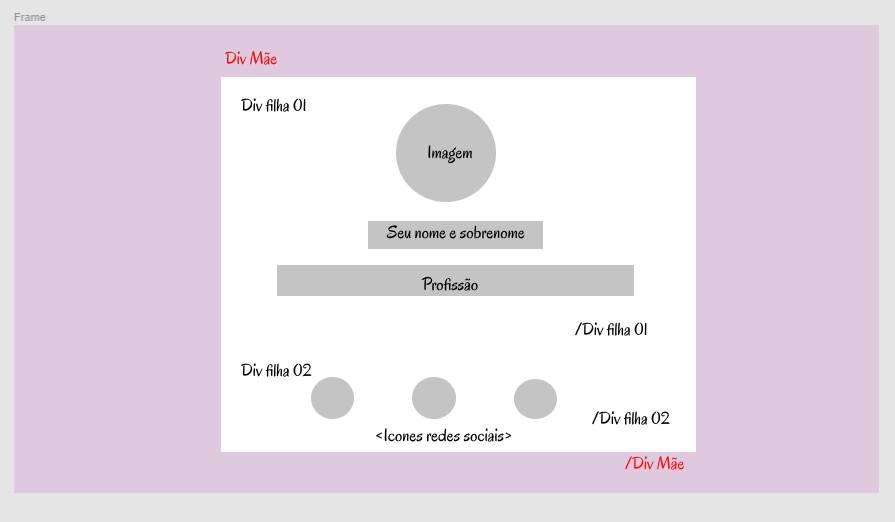 Frame
Div Mãe
Div filha 01
Imagem
Seu nome e sobrenome
Profissão
/Div filha 01
Div filha 02
/Div filha 02
<Icones redes sociais>
/Div Mãe